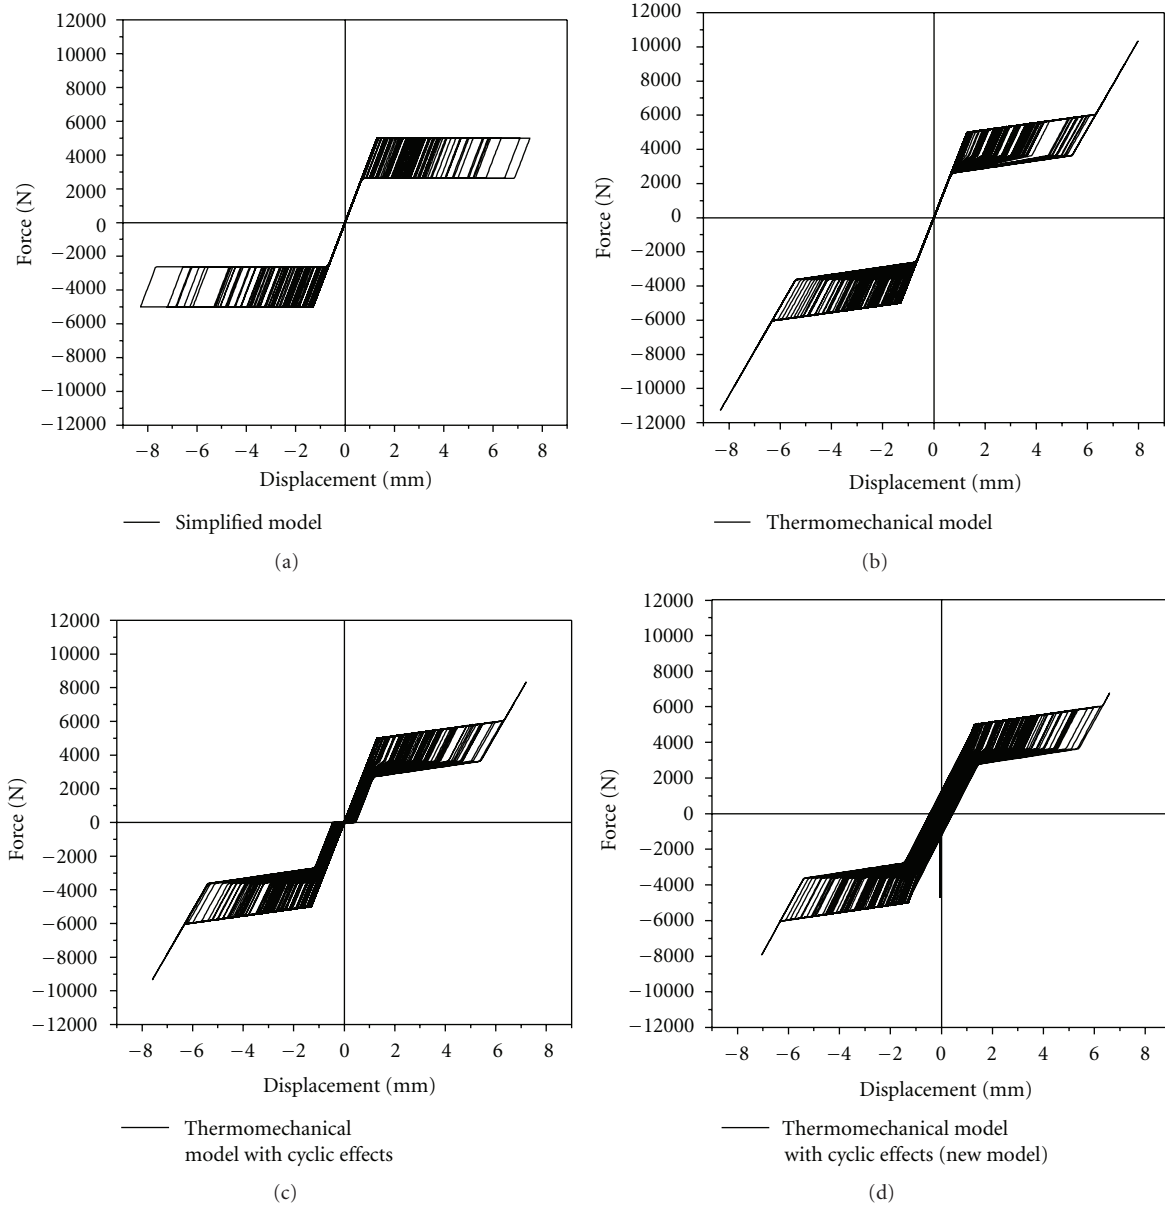 12000
10000
8000
6000
4000
2000
0
−2000
−4000
−6000
−8000
−10000
−12000
Force (N)
−8 −6 −4 −2 0 2 4 6 8
Displacement (mm)
Simplified model
(a)
12000
10000
8000
6000
4000
2000
0
−2000
−4000
−6000
−8000
−10000
−12000
Force (N)
−8 −6 −4 −2 0 2 4 6 8
Displacement (mm)
Thermomechanical model
(b)
12000
10000
8000
6000
4000
2000
0
−2000
−4000
−6000
−8000
−10000
−12000
Force (N)
−8 −6 −4 −2 0 2 4 6 8
Displacement (mm)
Thermomechanical
model with cyclic effects
(c)
12000
10000
8000
6000
4000
2000
0
−2000
−4000
−6000
−8000
−10000
−12000
Force (N)
−8 −6 −4 −2 0 2 4 6 8
Displacement (mm)
Thermomechanical model
with cyclic effects (new model)
(d)